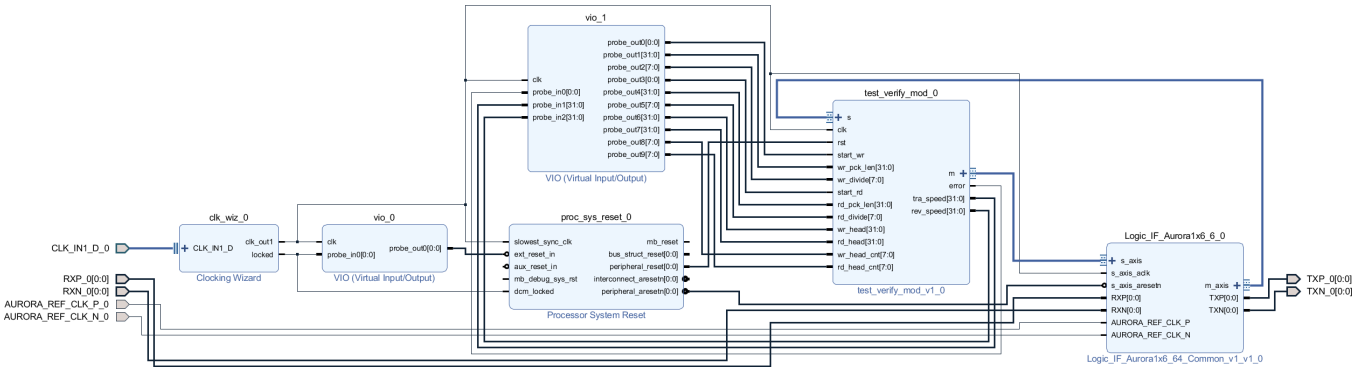 vio_1
probe_out0[0:0]
probe_out1[31:0]
probe_out2[7:0]
probe_out3[0:0]
clk
probe_out4[31:0]
probe_in0[0:0]
probe_out5[7:0]
probe_in1[31:0]
probe_out6[31:0]
probe_in2[31:0]
probe_out7[31:0]
probe_out8[7:0]
probe_out9[7:0]
VIO (Virtual Input/Output)
test_verify_mod_0
s
clk
rst
start_wr
wr_pck_len[31:0]
m
wr_divide[7:0]
error
start_rd
tra_speed[31:0]
rd_pck_len[31:0]
rev_speed[31:0]
rd_divide[7:0]
wr_head[31:0]
rd_head[31:0]
wr_head_cnt[7:0]
rd_head_cnt[7:0]
test_verify_mod_v1_0
clk_wiz_0
CLK_IN1_D
clk_out1
locked
Clocking Wizard
vio_0
clk
probe_in0[0:0]
probe_out0[0:0]
VIO (Virtual Input/Output)
proc_sys_reset_0
slowest_sync_clk
mb_reset
ext_reset_in
bus_struct_reset[0:0]
aux_reset_in
peripheral_reset[0:0]
mb_debug_sys_rst
interconnect_aresetn[0:0]
dcm_locked
peripheral_aresetn[0:0]
Processor System Reset
CLK_IN1_D_0
RXP_0[0:0]
RXN_0[0:0]
AURORA_REF_CLK_P_0
AURORA_REF_CLK_N_0
Logic_IF_Aurora1x6_6_0
s_axis
s_axis_aclk
s_axis_aresetn
m_axis
RXP[0:0]
TXP[0:0]
RXN[0:0]
TXN[0:0]
AURORA_REF_CLK_P
AURORA_REF_CLK_N
Logic_IF_Aurora1x6_64_Common_v1_v1_0
TXP_0[0:0]
TXN_0[0:0]